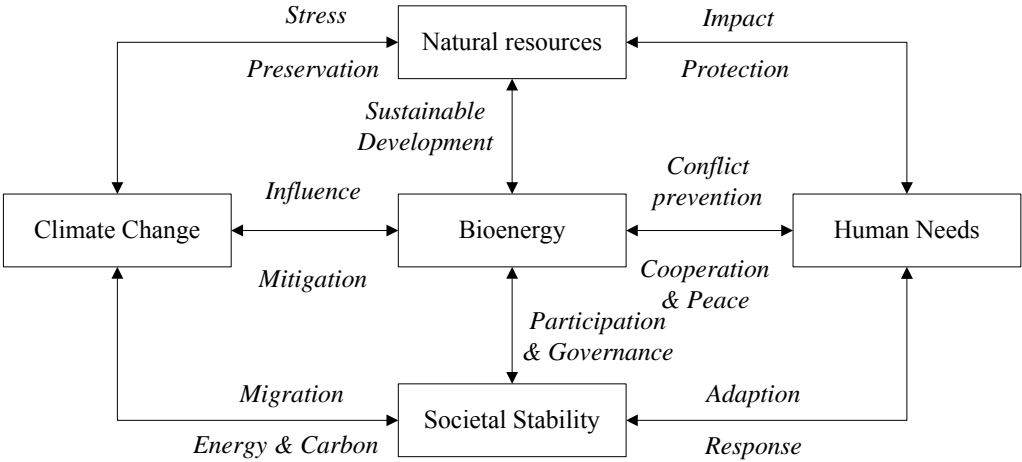 Stress
Impact
Natural resources
Preservation
Protection
Sustainable
Development
Conflict
prevention
Influence
Climate Change
Bioenergy
Human Needs
Mitigation
Cooperation
& Peace
Participation
& Governance
Migration
Adaption
Societal Stability
Energy & Carbon
Response